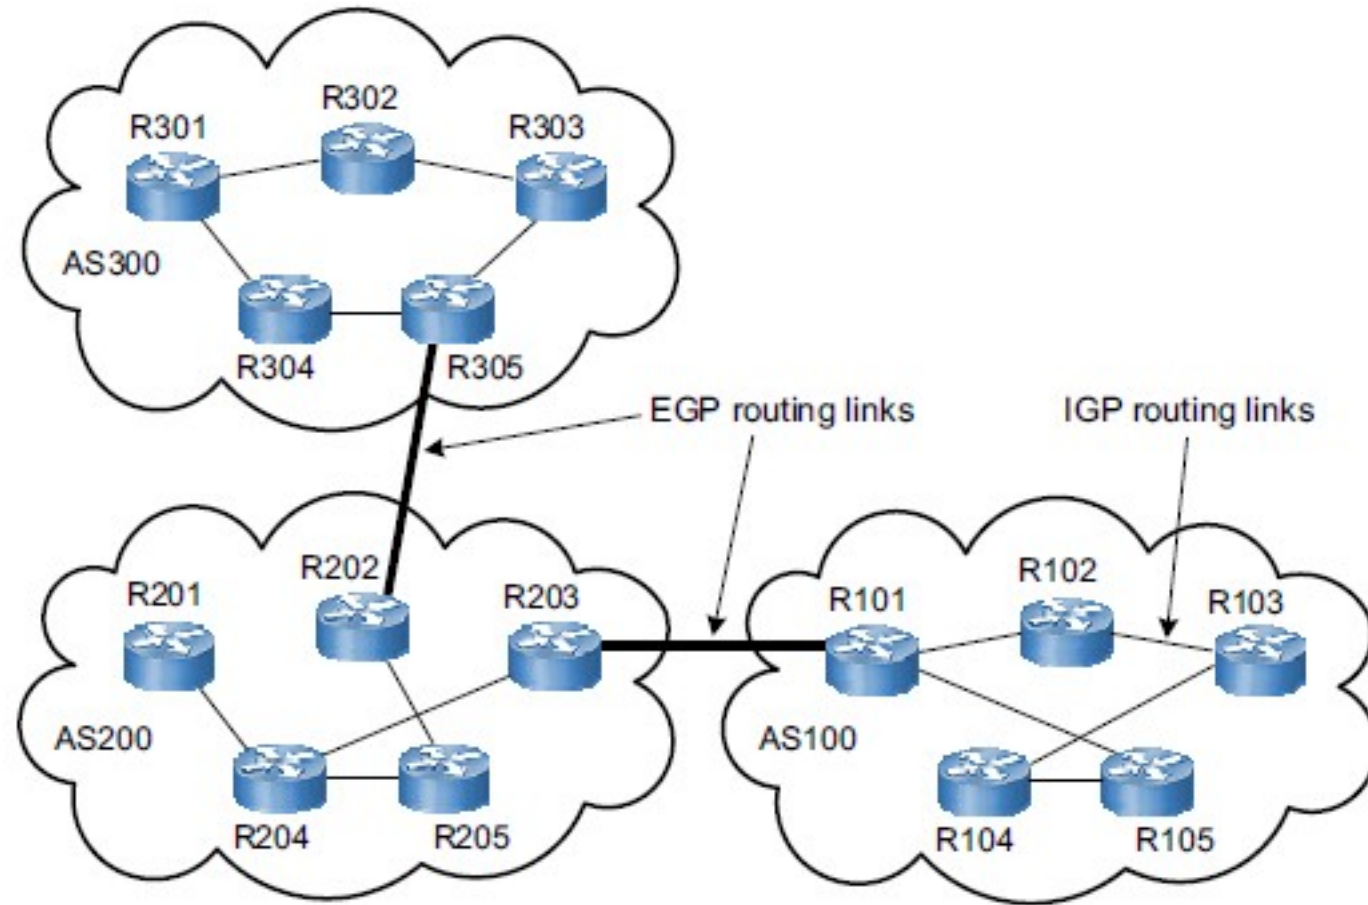 R302
R301
R303
AS300
R304
R305
EGP routing links
IGP routing links
R202
R201
R203
R102
R101
R103
AS200
AS100
R204
R205
R104
R105